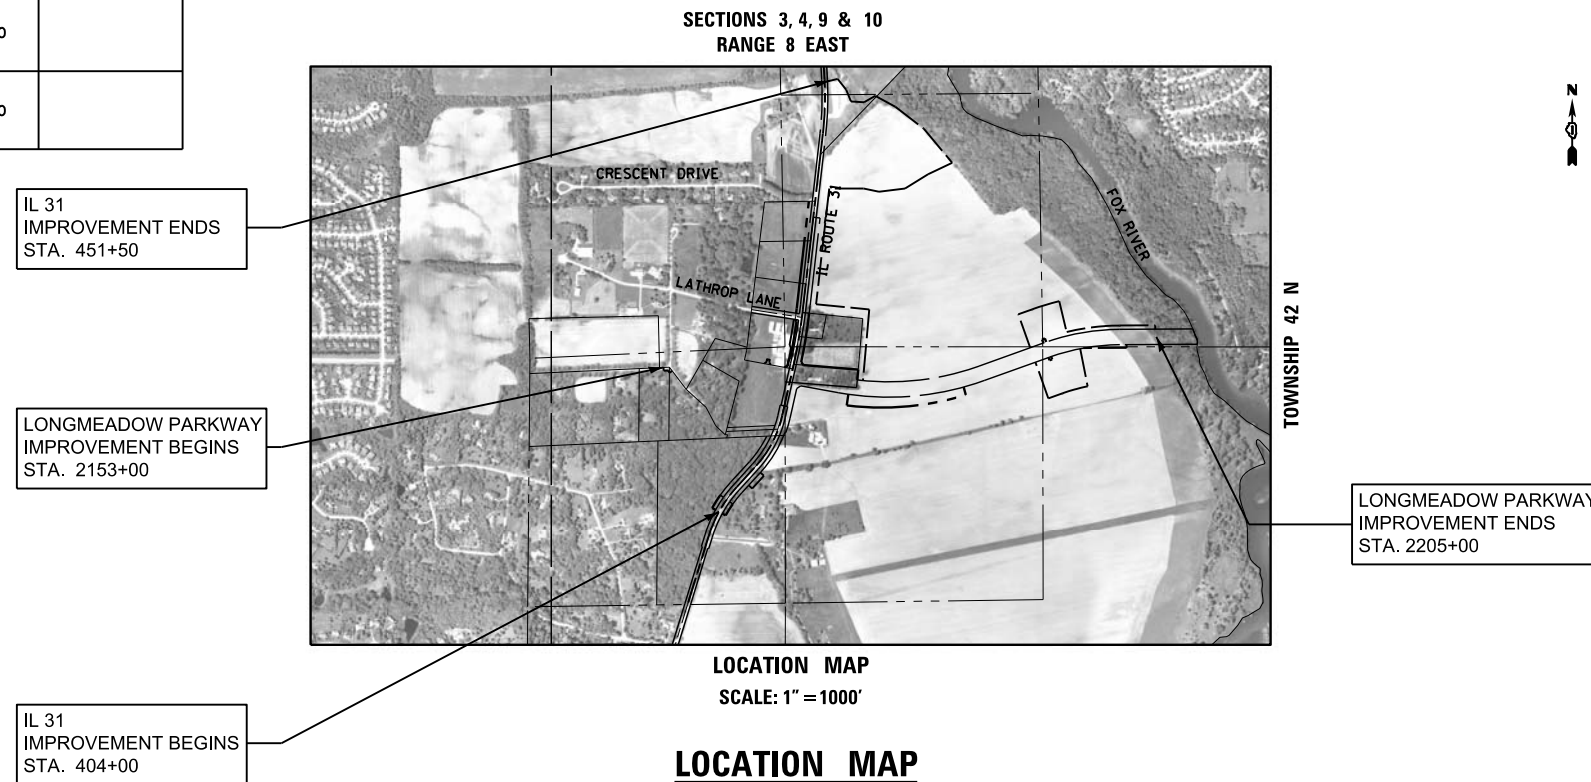 SECTIONS 3, 4, 9 & 10
RANGE 8 EAST
N
CRESCENT DRIVE
IL 31
IMPROVEMENT ENDS
STA. 451+50
IL ROUTE 31
FOX RIVER
LATHROP LANE
TOWNSHIP 42 N
LONGMEADOW PARKWAY
IMPROVEMENT BEGINS
STA. 2153+00
LONGMEADOW PARKWAY
IMPROVEMENT ENDS
STA. 2205+00
LOCATION MAP
SCALE: 1" = 1000'
IL 31
IMPROVEMENT BEGINS
STA. 404+00
LOCATION MAP